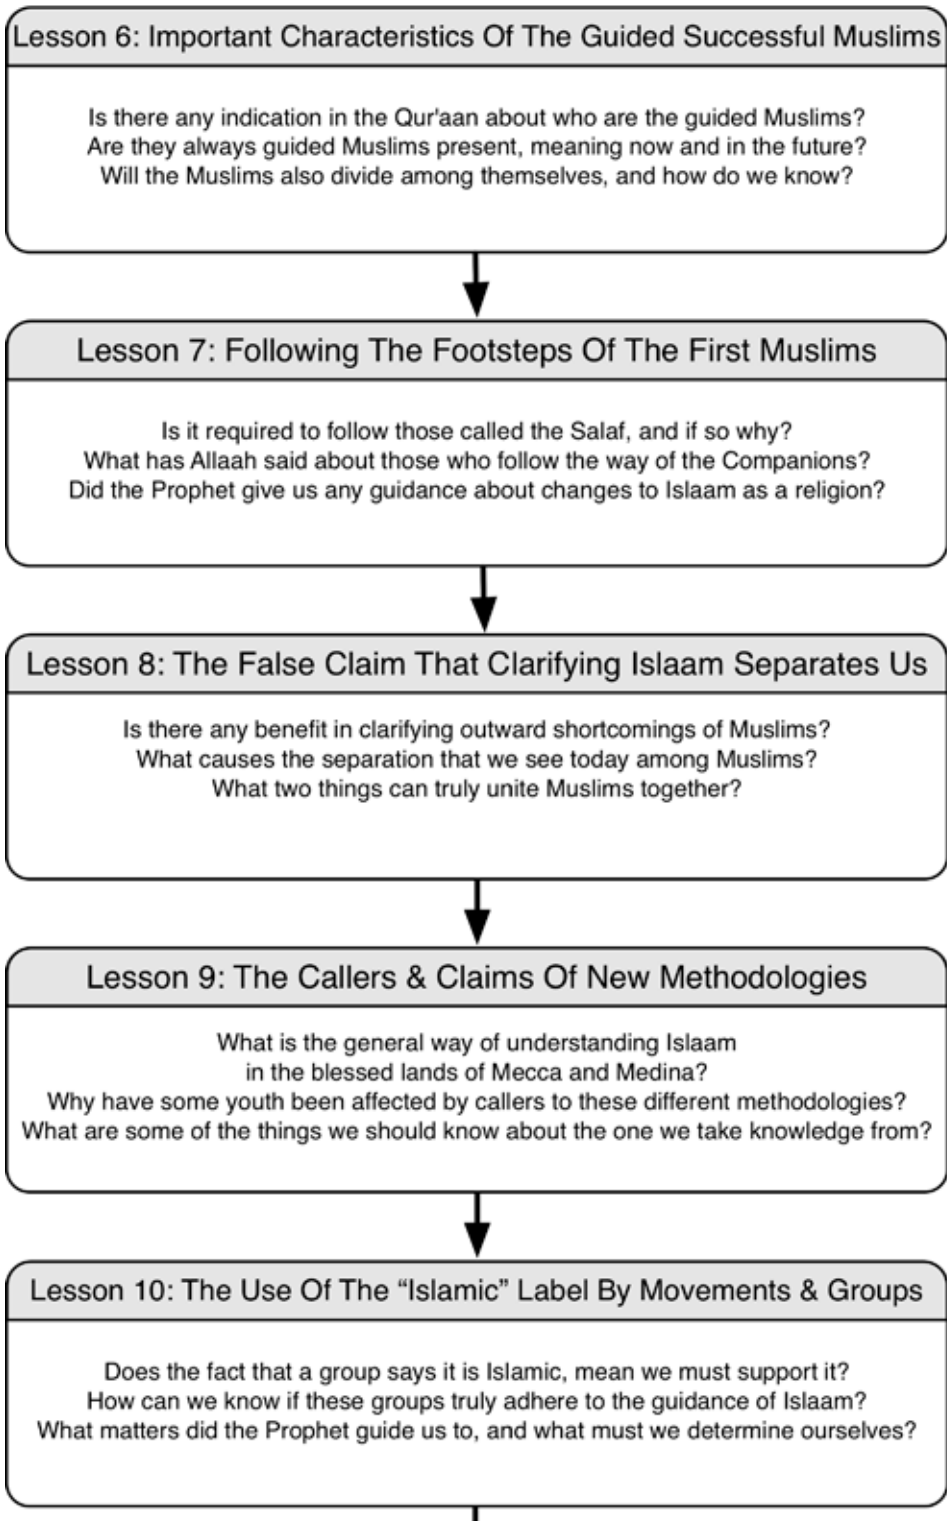 Lesson 6: Important Characteristics Of The Guided Successful Muslims
Is there any indication in the Qur'aan about who are the guided Muslims?
Are they always guided Muslims present, meaning now and in the future?
Will the Muslims also divide among themselves, and how do we know?
Lesson 7: Following The Footsteps Of The First Muslims
Is it required to follow those called the Salaf, and if so why?
What has Allaah said about those who follow the way of the Companions?
Did the Prophet give us any guidance about changes to Islaam as a religion?
Lesson 8: The False Claim That Clarifying Islaam Separates Us
Is there any benefit in clarifying outward shortcomings of Muslims?
What causes the separation that we see today among Muslims?
What two things can truly unite Muslims together?
Lesson 9: The Callers & Claims Of New Methodologies
What is the general way of understanding Islaam
in the blessed lands of Mecca and Medina?
Why have some youth been affected by callers to these different methodologies?
What are some of the things we should know about the one we take knowledge from?
Lesson 10: The Use Of The “Islamic” Label By Movements & Groups
Does the fact that a group says it is Islamic, mean we must support it?
How can we know if these groups truly adhere to the guidance of Islaam?
What matters did the Prophet guide us to, and what must we determine ourselves?